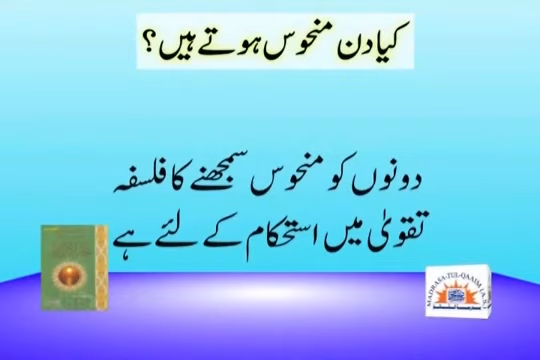 کیا دن منحوس ہوتے ہیں؟
دونوں کو منحوس سمجھنے کا فلسفہ
تقویٰ میں استحکام کے لئے ہے
MADRASA-TUL-QAAIM (A.S.)